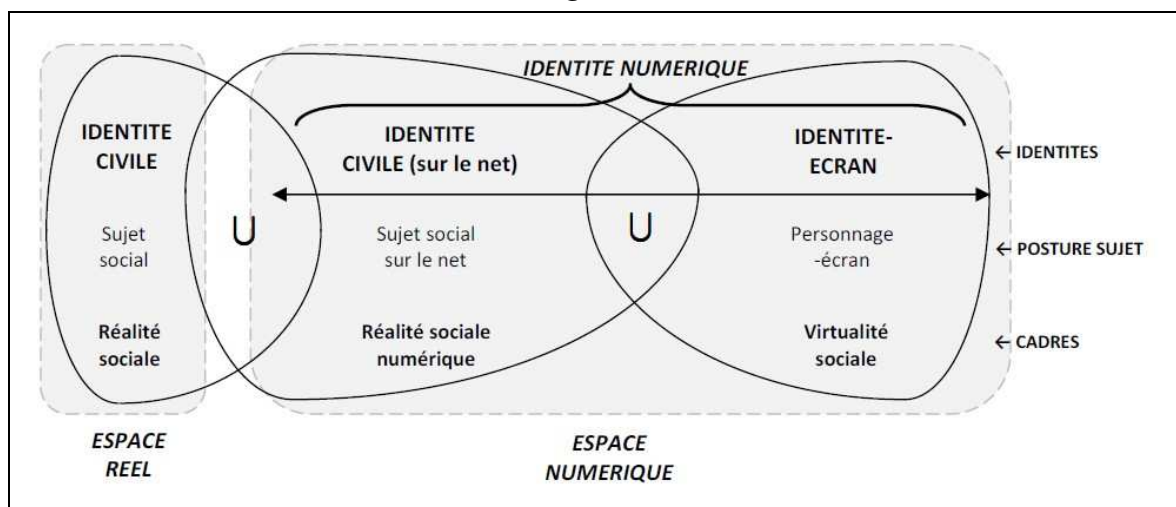 IDENTITE NUMERIQUE
IDENTITE
CIVILE
IDENTITE
CIVILE (sur le net)
IDENTITE-
ECRAN
← IDENTITES
Sujet
social
U
Sujet social
sur le net
U
Personnage
-écran
← POSTURE SUJET
Réalité
sociale
Réalité sociale
numérique
Virtualité
sociale
← CADRES
ESPACE
REEL
ESPACE
NUMERIQUE